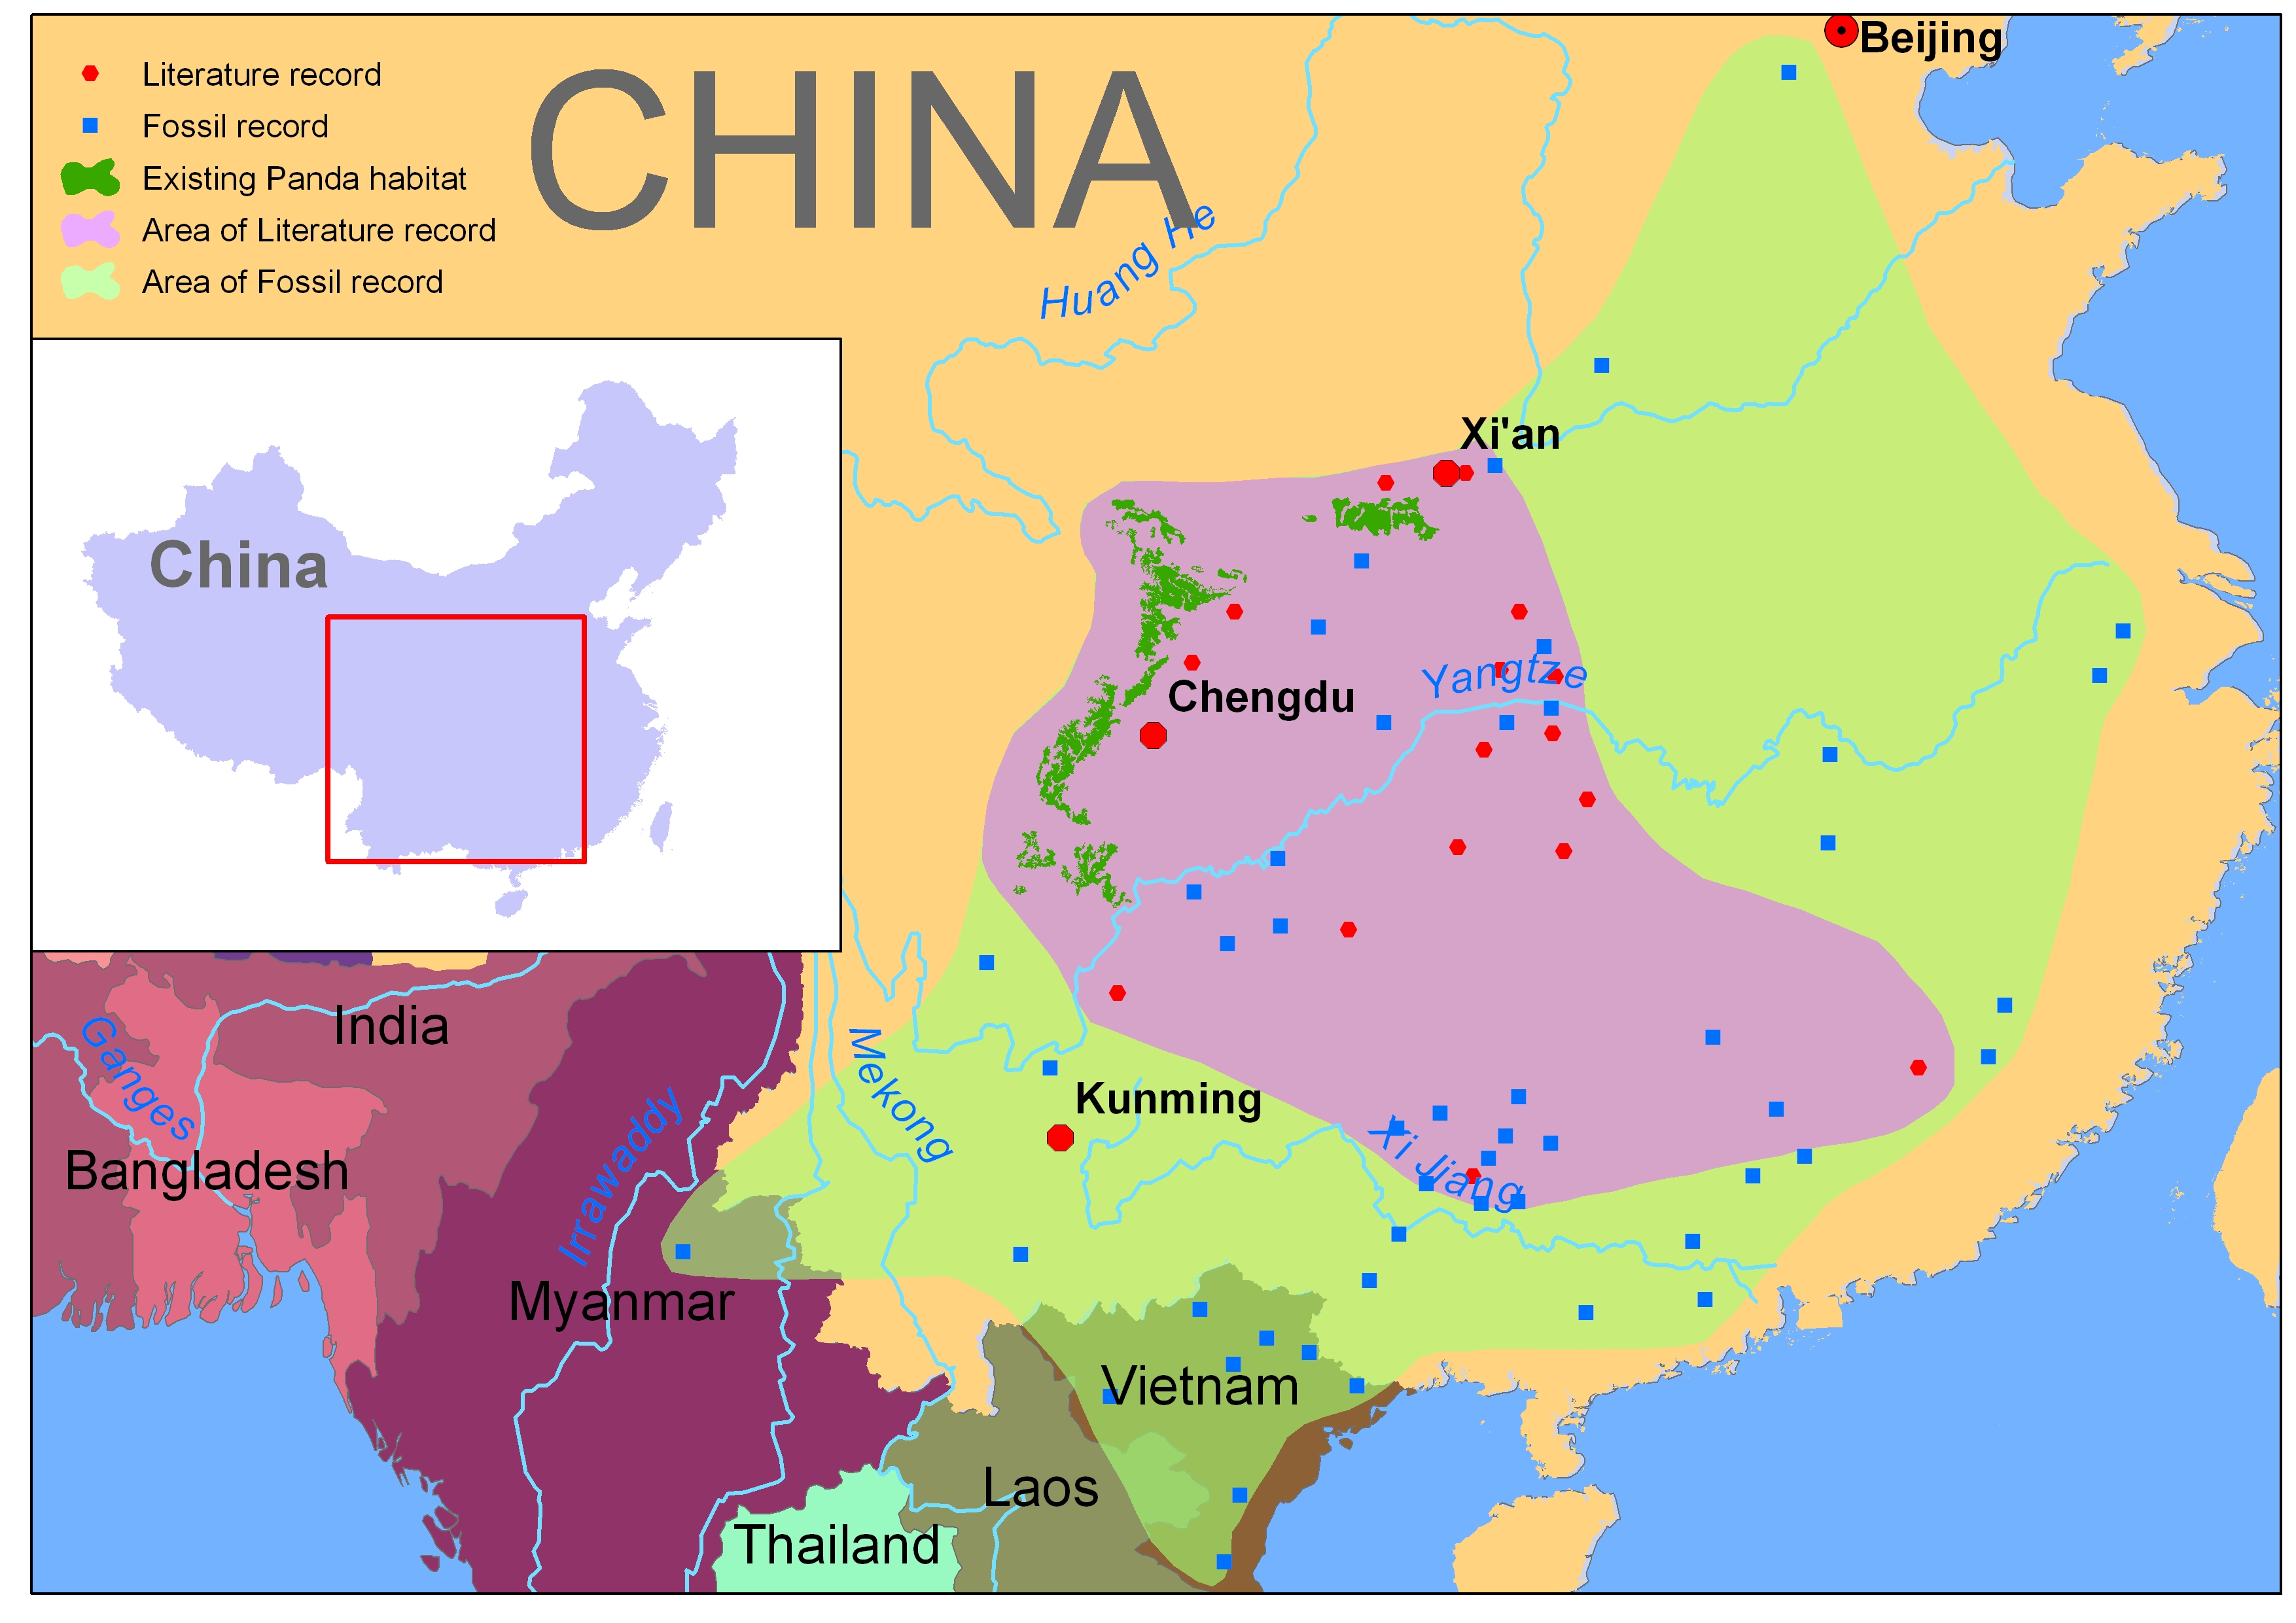 Literature record
Fossil record
Existing Panda habitat
Area of Literature record
Area of Fossil record
CHINA
Beijing
Huang He
Xi'an
China
Yangtze
Chengdu
India
Ganges
Mekong
Kunming
Irrawaddy
Bangladesh
Xi Jiang
Myanmar
Vietnam
Laos
Thailand